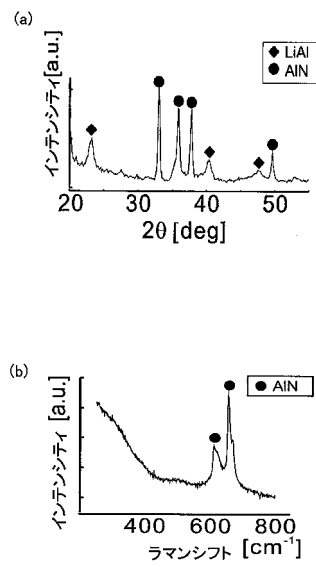 (a)
◆ LiAl
● AlN
インテンシティ[a.u.]
20 30 40 50
2θ [deg]
(b)
● AlN
インテンシティ [a.u.]
400 600 800
ラマンシフト [cm⁻¹]